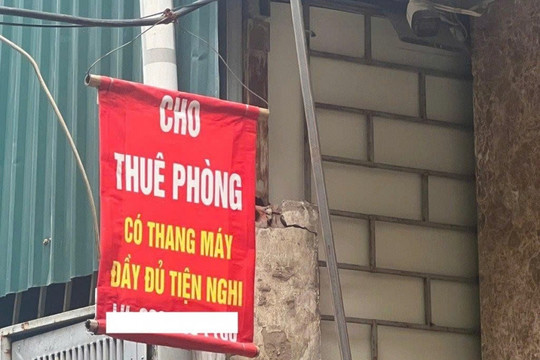 CHO
THUÊ PHÒNG
CÓ THANG MÁY
ĐẦY ĐỦ TIỆN NGHI